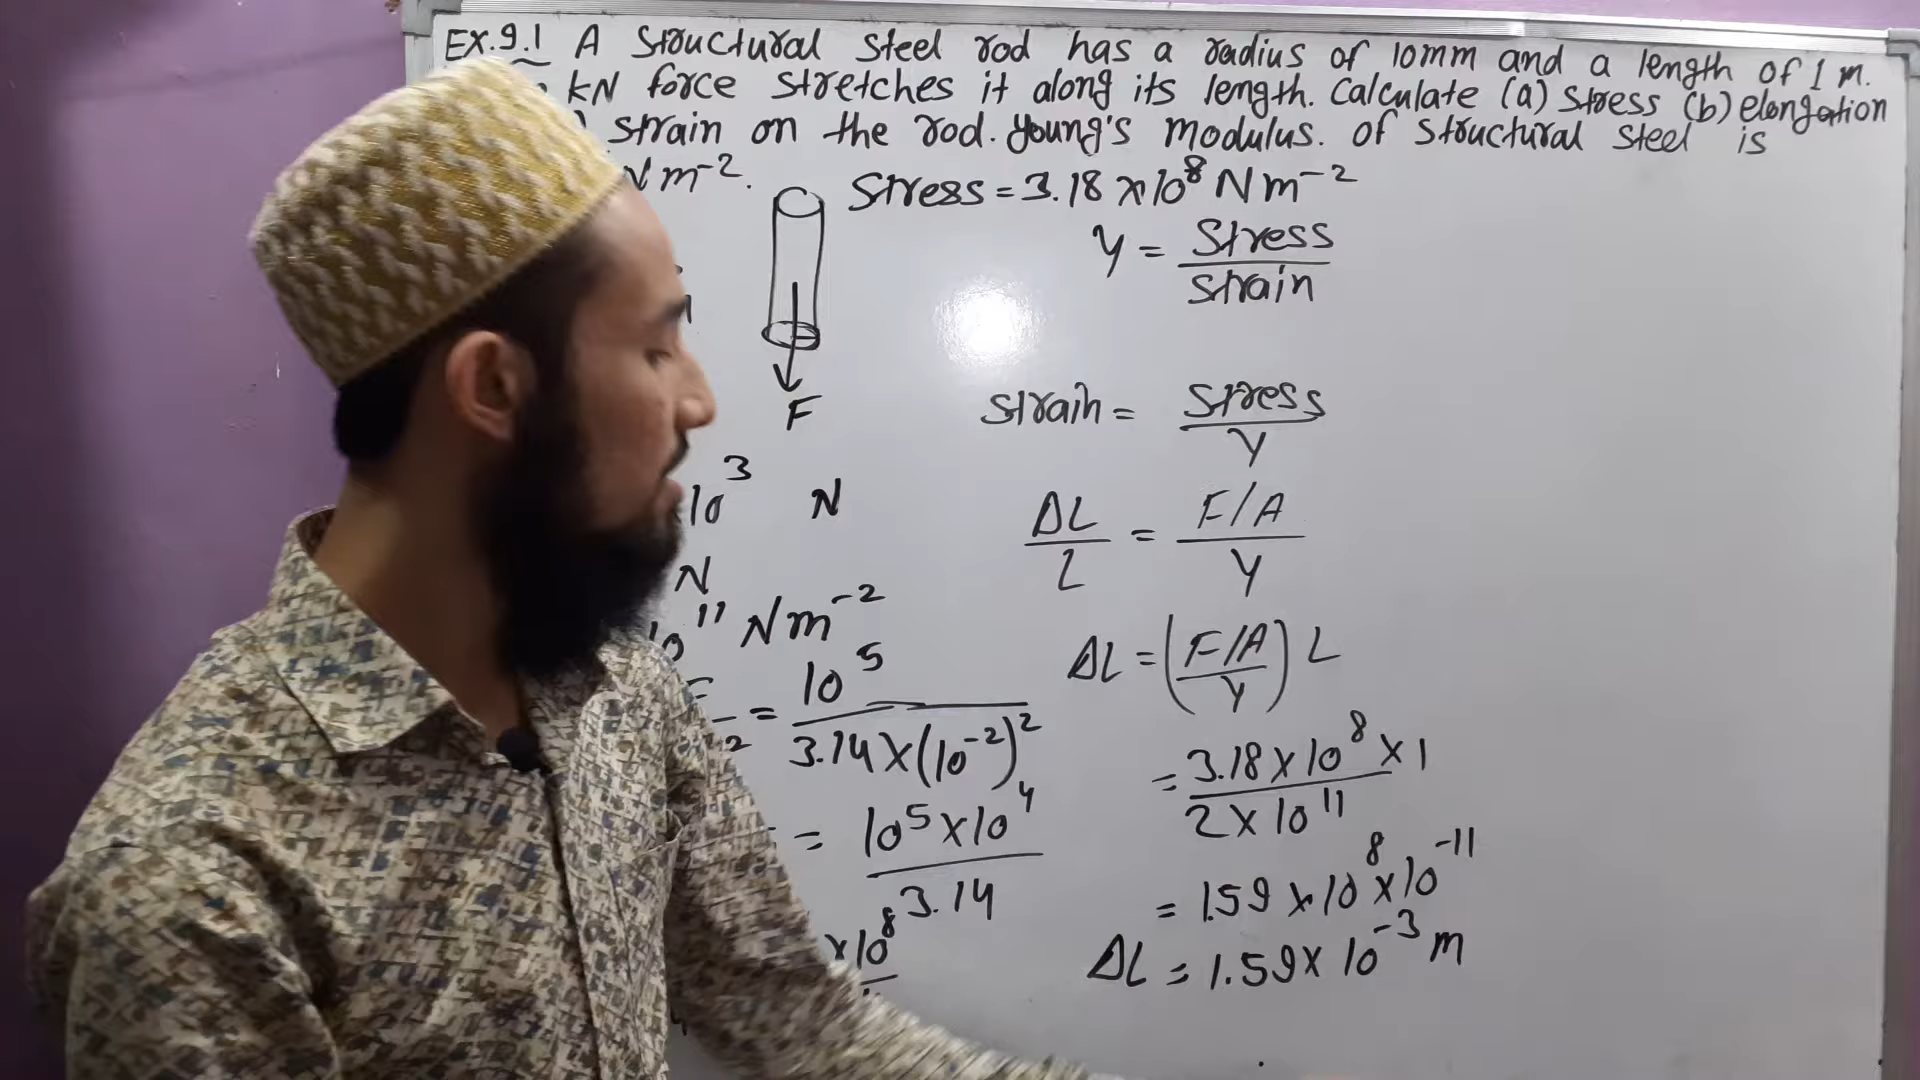 Ex.9.1 A Structural Steel rod has a radius of 10mm and a length of 1 m.
kN force stretches it along its length. Calculate (a) Stress (b) elongation
) strain on the rod. Young's Modulus. of structural steel is
N m⁻².
Stress = 3.18 × 10⁸ N m⁻²
F
10³ N
N
10¹¹ N m⁻²
= 10⁵ / 3.14 × (10⁻²)²
= 10⁵ × 10⁴ / 3.14
× 10⁸
Y = Stress / Strain
Strain = Stress / Y
ΔL / L = F/A / Y
ΔL = (F/A / Y) L
= 3.18 × 10⁸ × 1 / 2 × 10¹¹
= 1.59 × 10⁸ × 10⁻¹¹
ΔL = 1.59 × 10⁻³ m